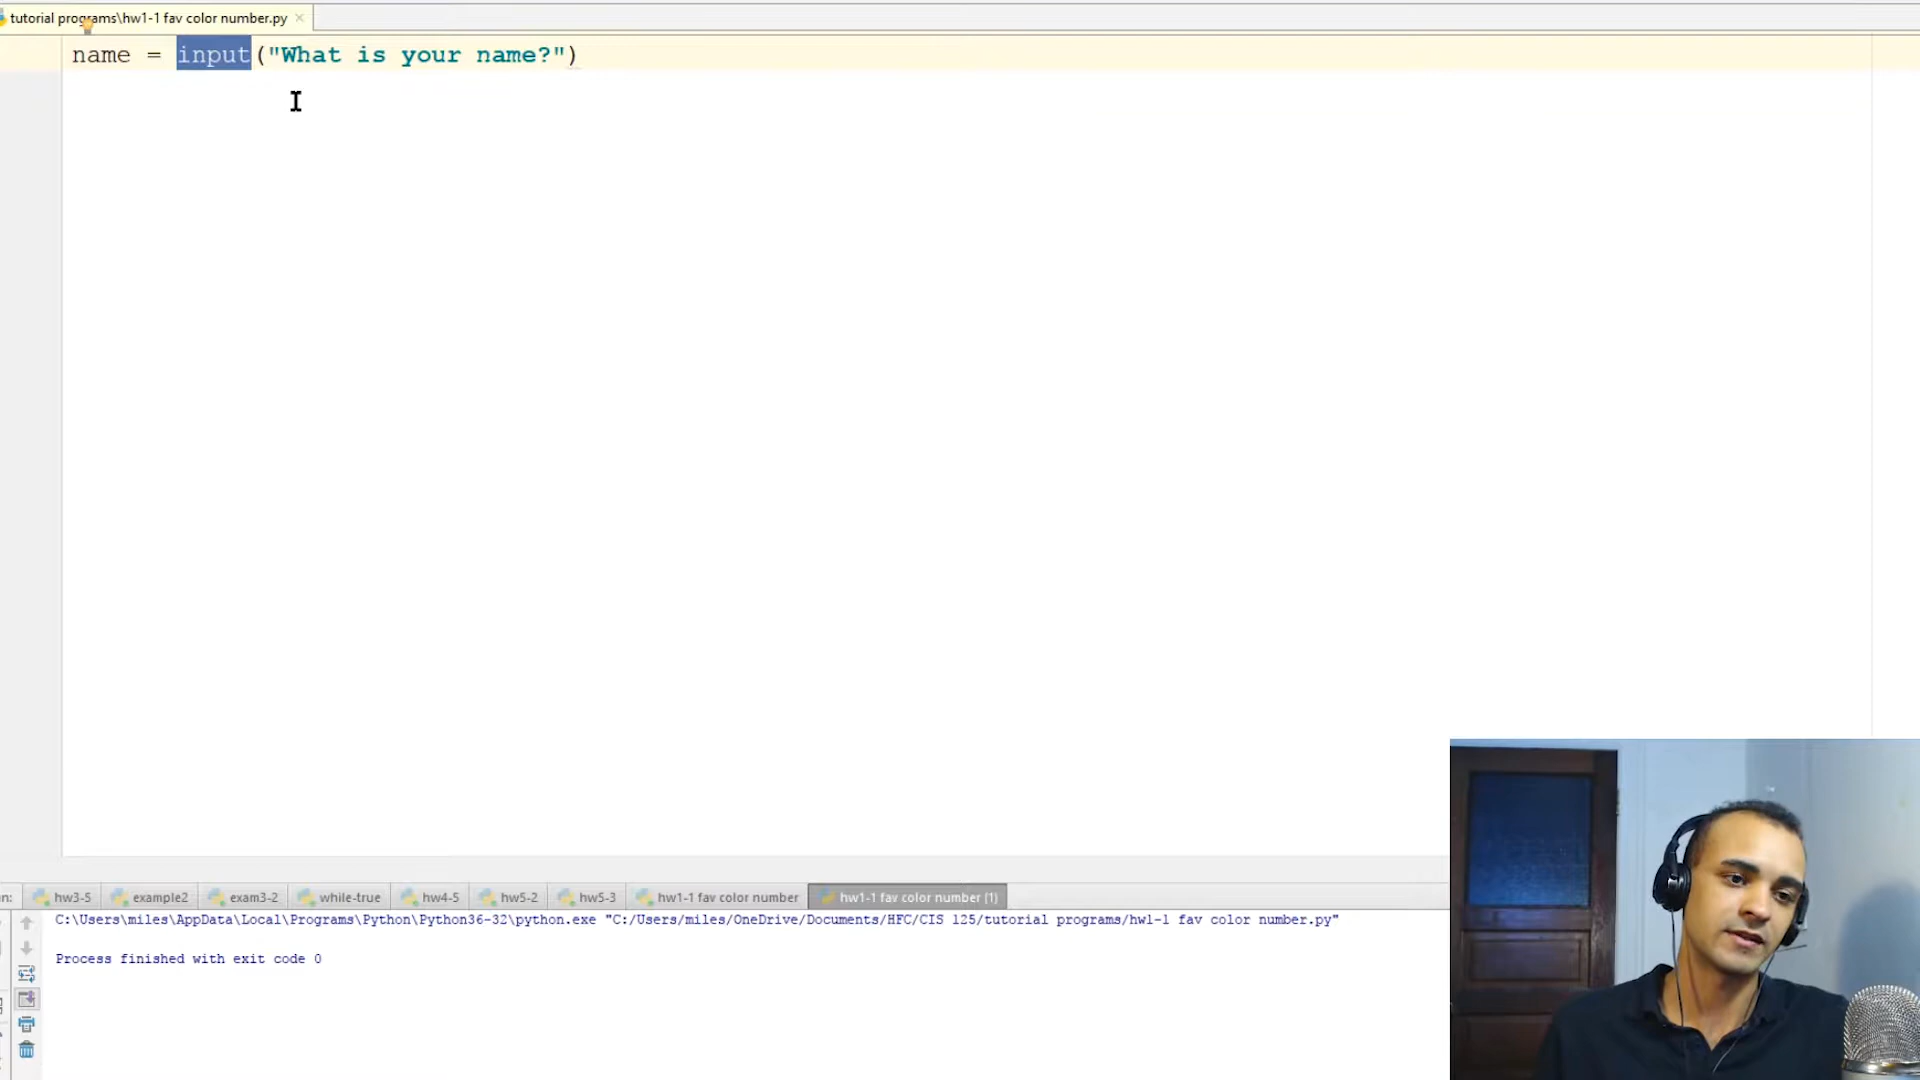 tutorial programs\hw1-1 fav color number.py
name = input("What is your name?")
n: hw3-5 example2 exam3-2 while-true hw4-5 hw5-2 hw5-3 hw1-1 fav color number hw1-1 fav color number (1)
C:\Users\miles\AppData\Local\Programs\Python\Python36-32\python.exe "C:/Users/miles/OneDrive/Documents/HFC/CIS 125/tutorial programs/hw1-1 fav color number.py"
Process finished with exit code 0